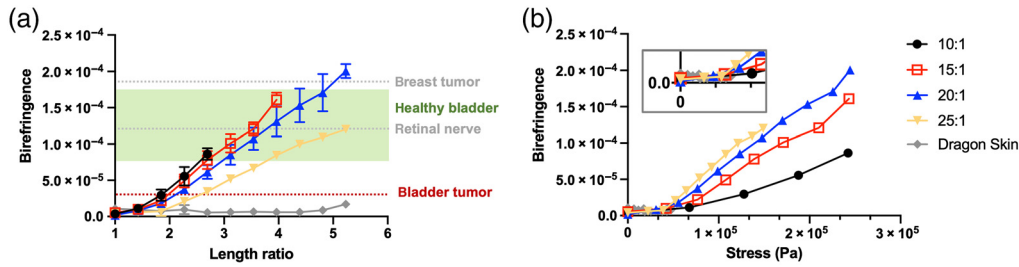 (a)
2.5 × 10⁻⁴
2.0 × 10⁻⁴
1.5 × 10⁻⁴
1.0 × 10⁻⁴
5.0 × 10⁻⁵
0.0
Birefringence
1 2 3 4 5 6
Length ratio
Breast tumor
Healthy bladder
Retinal nerve
Bladder tumor
(b)
2.5 × 10⁻⁴
2.0 × 10⁻⁴
1.5 × 10⁻⁴
1.0 × 10⁻⁴
5.0 × 10⁻⁵
0.0
Birefringence
0.0
0
0 1 × 10⁵ 2 × 10⁵ 3 × 10⁵
Stress (Pa)
10:1
15:1
20:1
25:1
Dragon Skin